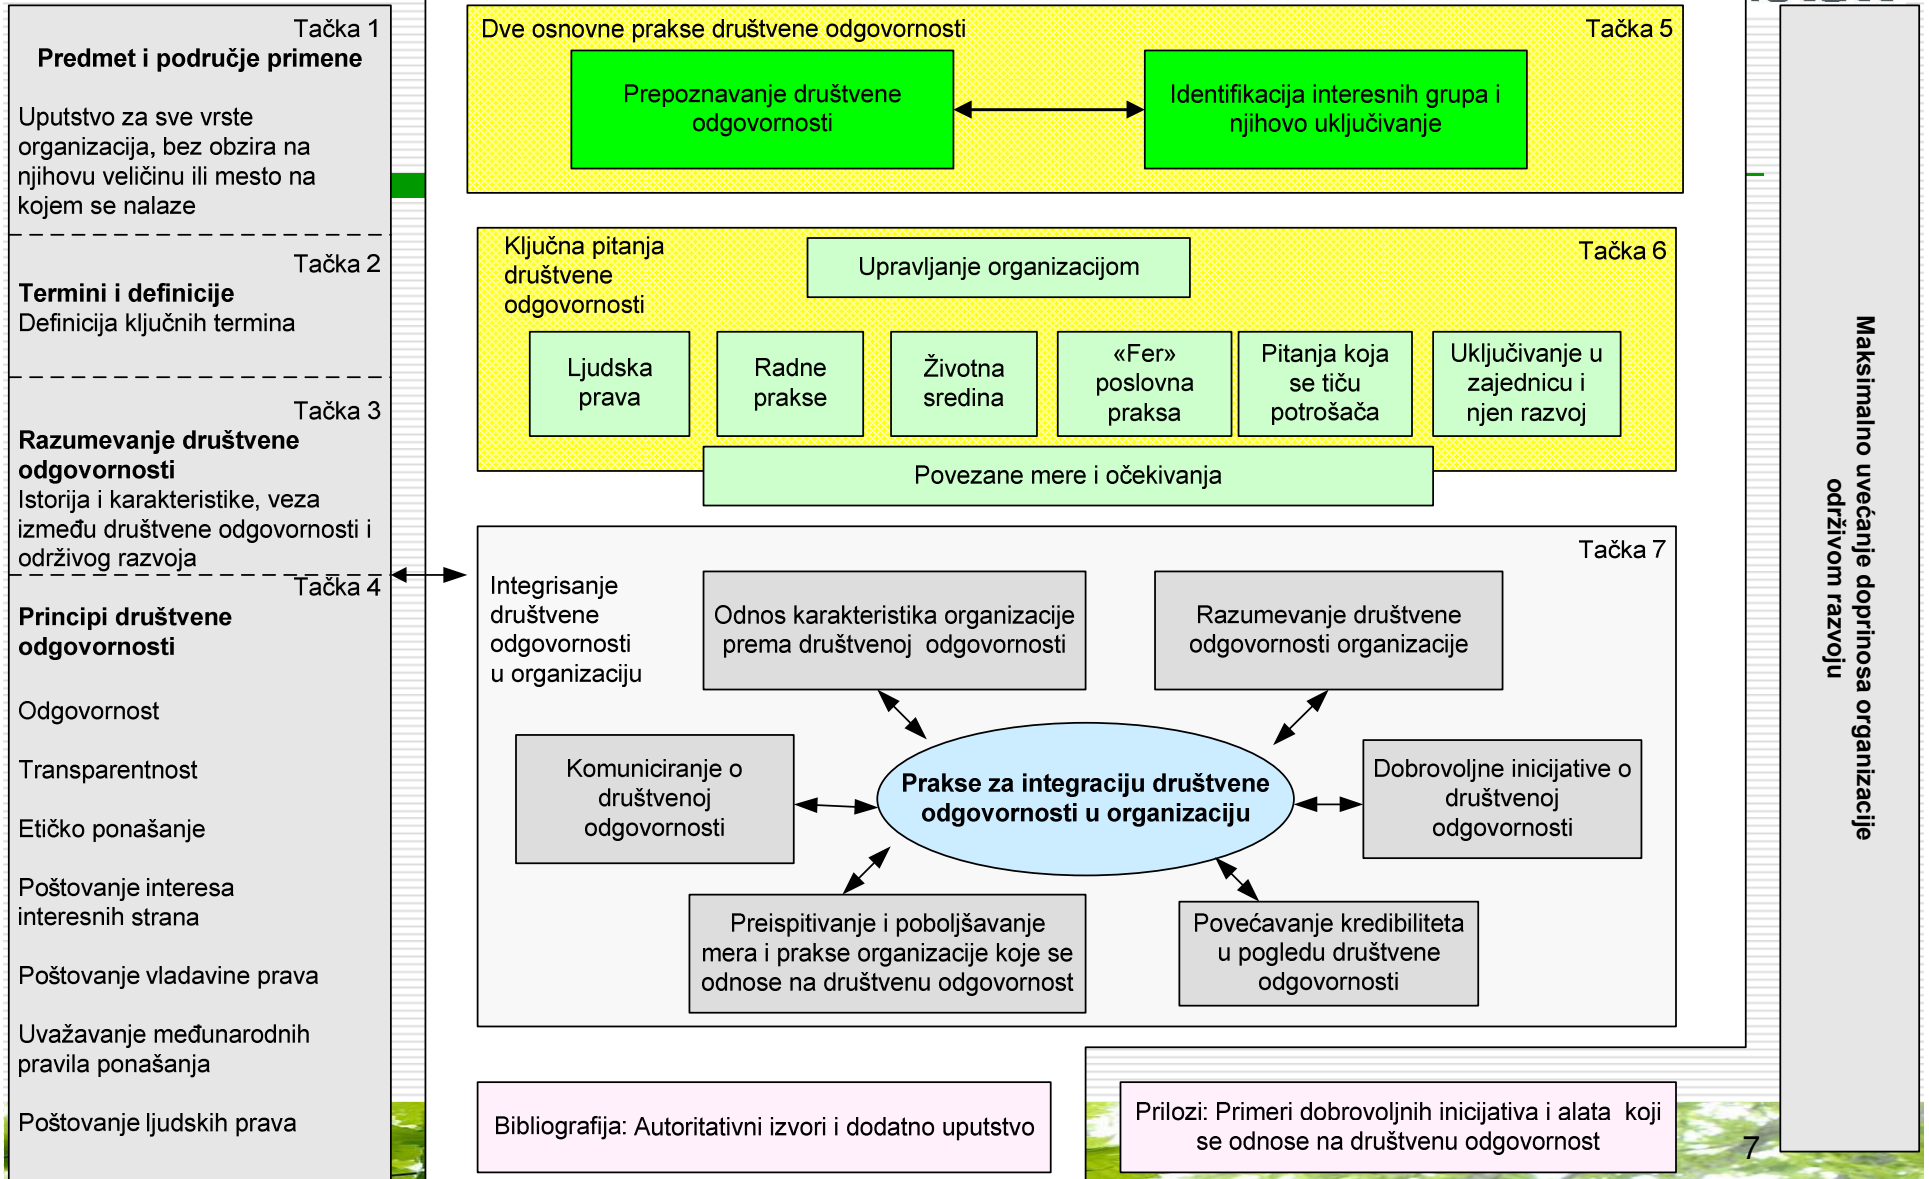 Tačka 1
Predmet i područje primene
Uputstvo za sve vrste
organizacija, bez obzira na
njihovu veličinu ili mesto na
kojem se nalaze
Tačka 2
Termini i definicije
Definicija ključnih termina
Tačka 3
Razumevanje društvene
odgovornosti
Istorija i karakteristike, veza
između društvene odgovornosti i
održivog razvoja
Tačka 4
Principi društvene
odgovornosti
Odgovornost
Transparentnost
Etičko ponašanje
Poštovanje interesa
interesnih strana
Poštovanje vladavine prava
Uvažavanje međunarodnih
pravila ponašanja
Poštovanje ljudskih prava
Dve osnovne prakse društvene odgovornosti
Tačka 5
Prepoznavanje društvene
odgovornosti
Identifikacija interesnih grupa i
njihovo uključivanje
Ključna pitanja
društvene
odgovornosti
Tačka 6
Upravljanje organizacijom
Ljudska
prava
Radne
prakse
Životna
sredina
«Fer»
poslovna
praksa
Pitanja koja
se tiču
potrošača
Uključivanje u
zajednicu i
njen razvoj
Povezane mere i očekivanja
Tačka 7
Integrisanje
društvene
odgovornosti
u organizaciju
Odnos karakteristika organizacije
prema društvenoj  odgovornosti
Razumevanje društvene
odgovornosti organizacije
Komuniciranje o
društvenoj
odgovornosti
Prakse za integraciju društvene
odgovornosti u organizaciju
Dobrovoljne inicijative o
društvenoj
odgovornosti
Preispitivanje i poboljšavanje
mera i prakse organizacije koje se
odnose na društvenu odgovornost
Povećavanje kredibiliteta
u pogledu društvene
odgovornosti
Bibliografija: Autoritativni izvori i dodatno uputstvo
Prilozi: Primeri dobrovoljnih inicijativa i alata  koji
se odnose na društvenu odgovornost
7
Maksimalno uvećanje doprinosa organizacije
održivom razvoju